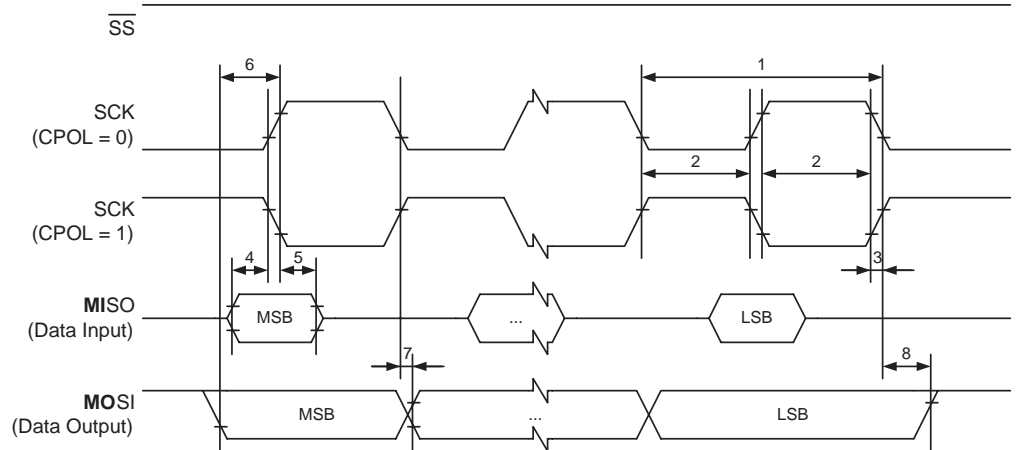 SS
6
1
SCK
(CPOL = 0)
2
2
SCK
(CPOL = 1)
4
5
3
MISO
(Data Input)
MSB
...
LSB
7
8
MOSI
(Data Output)
MSB
...
LSB